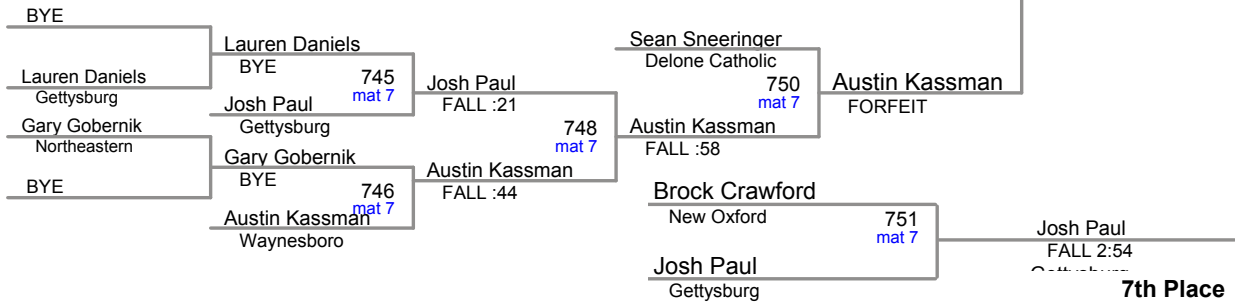 BYE
Lauren Daniels
Gettysburg
Gary Gobernik
Northeastern
BYE
Lauren Daniels
BYE
745
mat 7
Josh Paul
Gettysburg
Gary Gobernik
BYE
746
mat 7
Austin Kassman
Waynesboro
Josh Paul
FALL :21
748
mat 7
Austin Kassman
FALL :44
Sean Sneeringer
Delone Catholic
750
mat 7
Austin Kassman
FALL :58
Austin Kassman
FORFEIT
Brock Crawford
New Oxford
751
mat 7
Josh Paul
Gettysburg
Josh Paul
FALL 2:54
7th Place